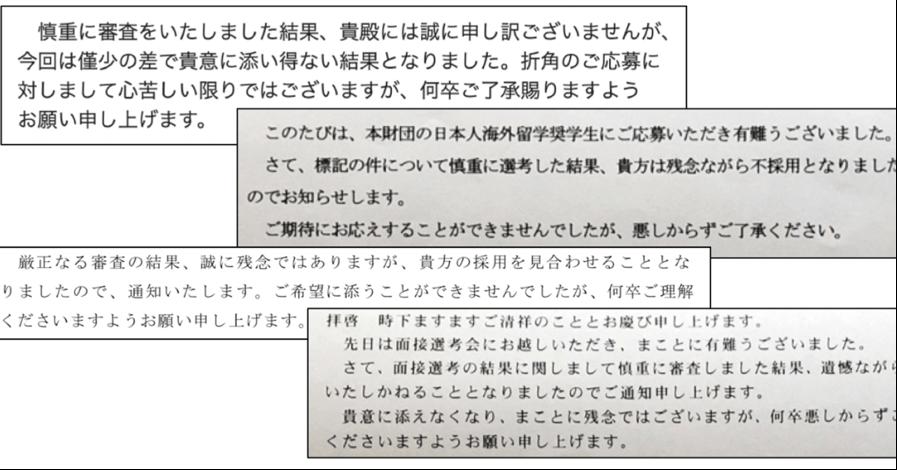 慎重に審査をいたしました結果、貴殿には誠に申し訳ございませんが、
今回は僅少の差で貴意に添い得ない結果となりました。折角のご応募に
対しまして心苦しい限りではございますが、何卒ご了承賜りますよう
お願い申し上げます。
このたびは、本財団の日本人海外留学奨学生にご応募いただき有難うございました。
さて、標記の件について慎重に選考した結果、貴方は残念ながら不採用となりました
のでお知らせします。
ご期待にお応えすることができませんでしたが、悪しからずご了承ください。
厳正なる審査の結果、誠に残念ではありますが、貴方の採用を見合わせることとな
りましたので、通知いたします。ご希望に添うことができませんでしたが、何卒ご理解
くださいますようお願い申し上げます。
拝啓　時下ますますご清祥のこととお慶び申し上げます。
先日は面接選考会にお越しいただき、まことに有難うございました。
さて、面接選考の結果に関しまして慎重に審査しました結果、遺憾なが
いたしかねることとなりましたのでご通知申し上げます。
貴意に添えなくなり、まことに残念ではございますが、何卒悪しからずご
くださいますようお願い申し上げます。